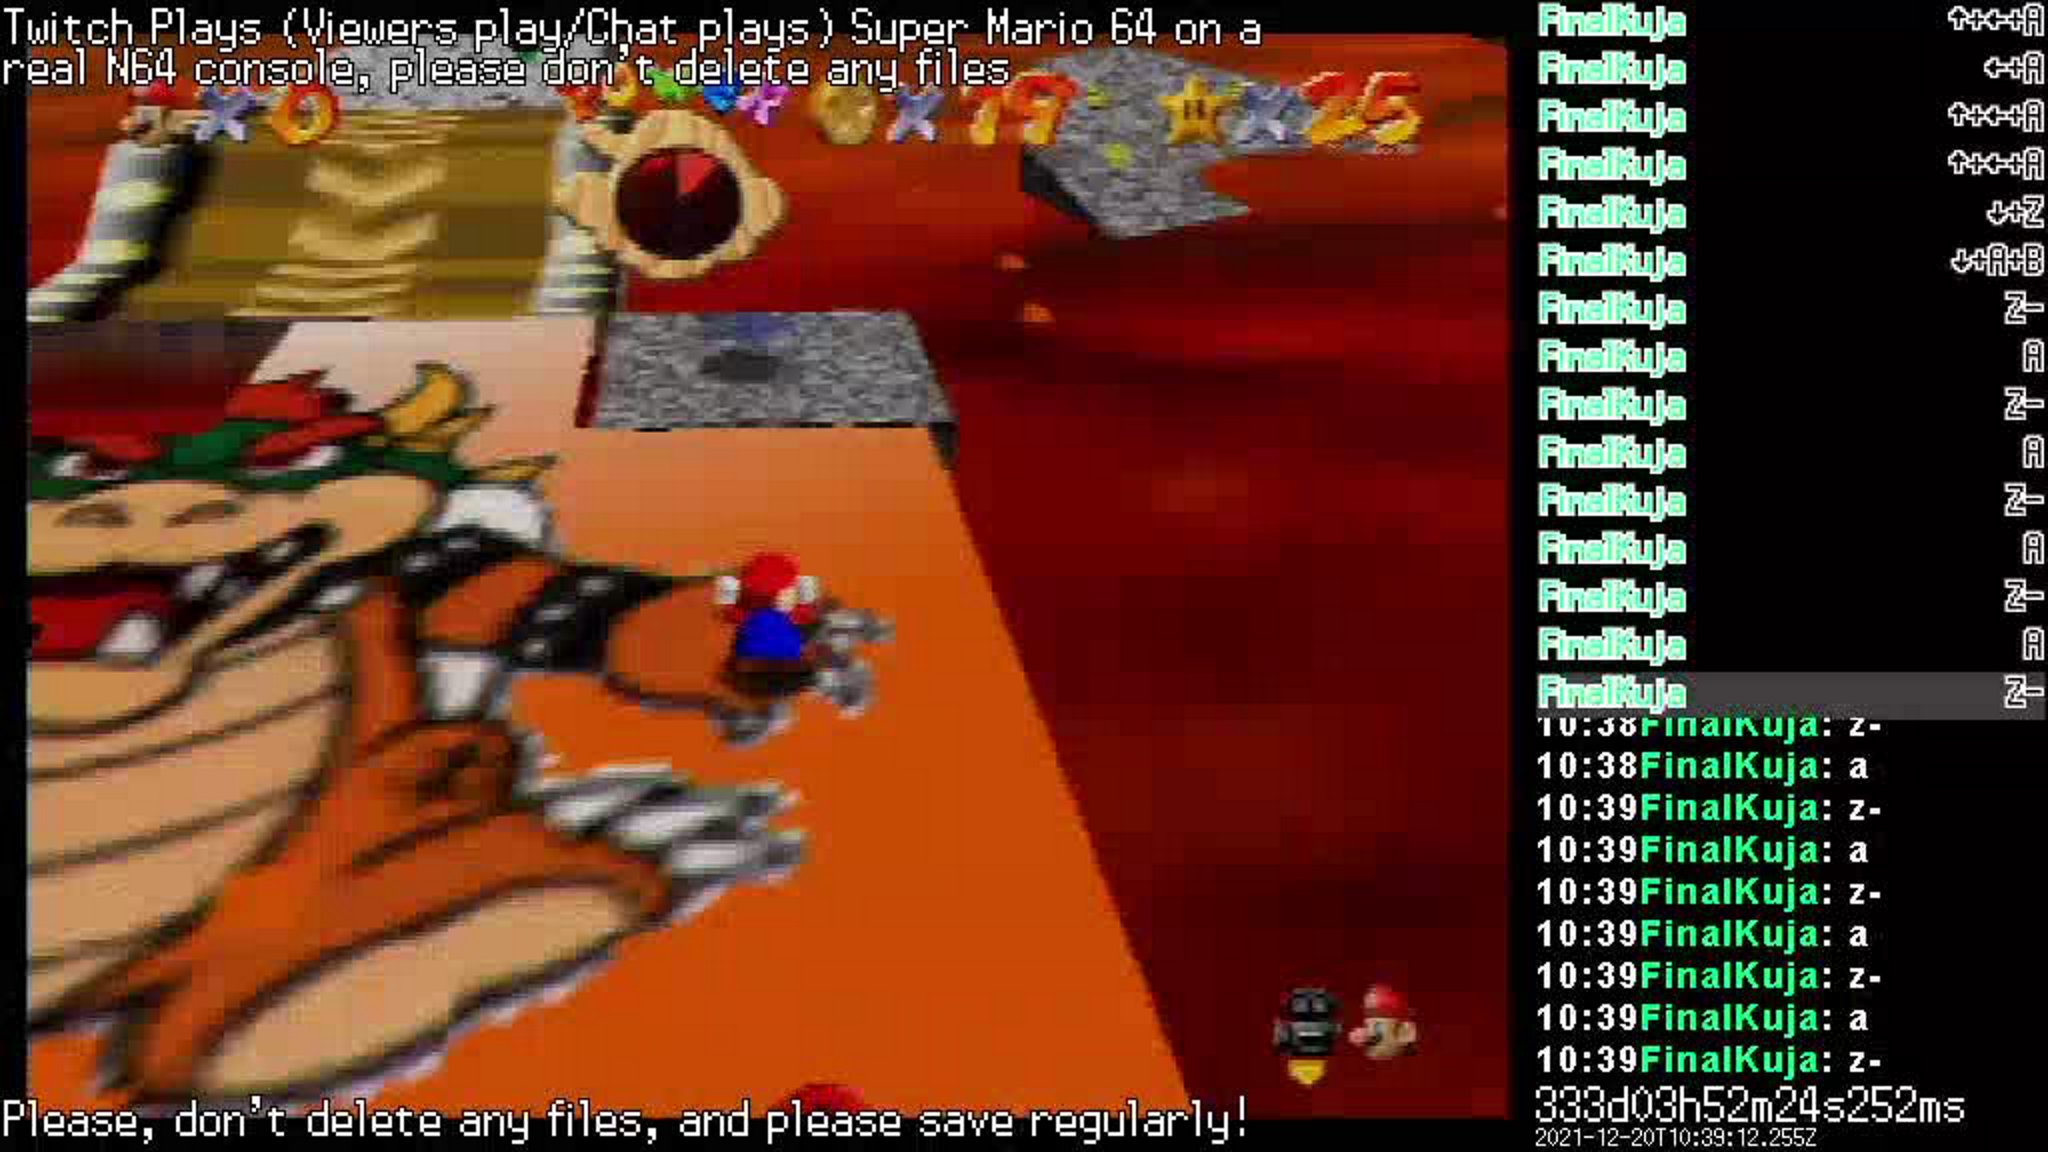 Twitch Plays (Viewers play/Chat plays) Super Mario 64 on a
real N64 console, please don't delete any files
× 0
× 19
× 25
FinalKuja ↑+←+A
FinalKuja ←+A
FinalKuja ↑+←+A
FinalKuja ↑+←+A
FinalKuja ↓+Z
FinalKuja ↓+A+B
FinalKuja Z-
FinalKuja A
FinalKuja Z-
FinalKuja A
FinalKuja Z-
FinalKuja A
FinalKuja Z-
FinalKuja A
FinalKuja Z-
10:38FinalKuja: z-
10:38FinalKuja: a
10:39FinalKuja: z-
10:39FinalKuja: a
10:39FinalKuja: z-
10:39FinalKuja: a
10:39FinalKuja: z-
10:39FinalKuja: a
10:39FinalKuja: z-
333d03h52m24s252ms
2021-12-20T10:39:12.255Z
Please, don't delete any files, and please save regularly!